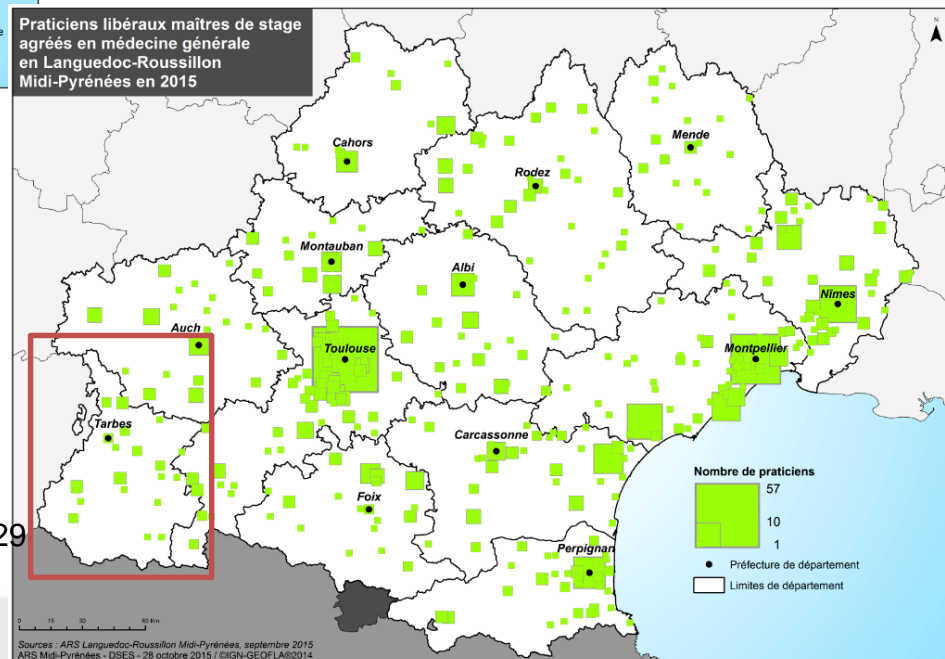 e
Praticiens libéraux maîtres de stage
agréés en médecine générale
en Languedoc-Roussillon
Midi-Pyrénées en 2015
N
Cahors
Mende
Rodez
Montauban
Albi
Nîmes
Auch
Toulouse
Montpellier
Tarbes
Carcassonne
Foix
Perpignan
29
Nombre de praticiens
57
10
1
Préfecture de département
Limites de département
0 15 30 60 Km
Sources : ARS Languedoc-Roussillon Midi-Pyrénées, septembre 2015
ARS Midi-Pyrénées - DSES - 28 octobre 2015 / ©IGN-GEOFLA®2014